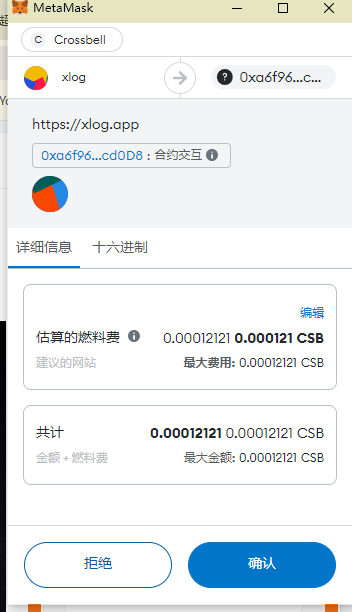 MetaMask
C Crossbell
xlog
0xa6f96...c...
https://xlog.app
0xa6f96...cd0D8 : 合约交互
详细信息 十六进制
编辑
估算的燃料费 0.00012121 0.000121 CSB
建议的网站 最大费用: 0.00012121 CSB
共计 0.00012121 0.00012121 CSB
金额 + 燃料费 最大金额: 0.00012121 CSB
拒绝 确认